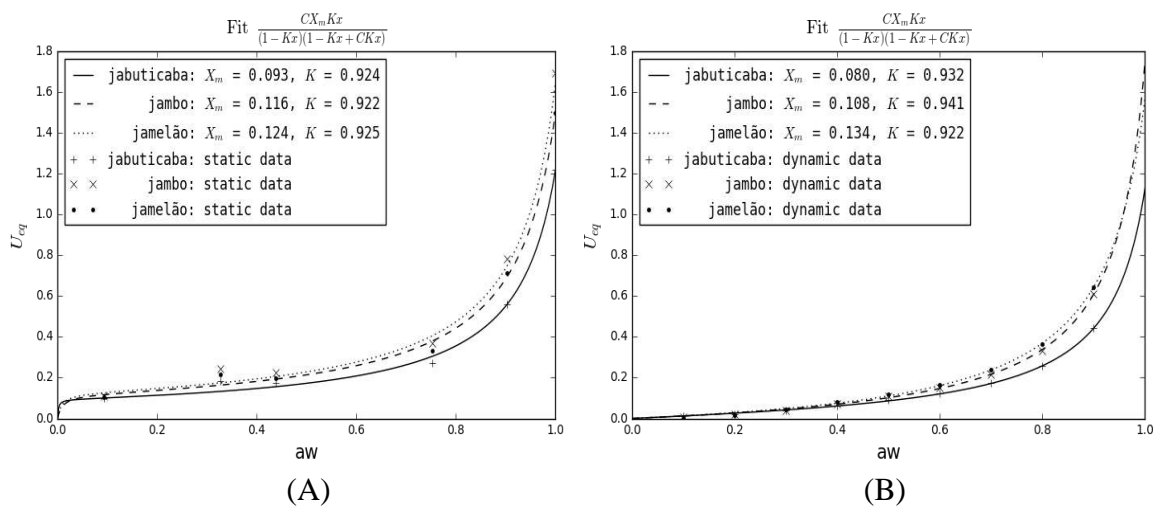 Fit CX_mKx / (1−Kx)(1−Kx+CKx)
1.8
1.6
1.4
1.2
1.0
0.8
0.6
0.4
0.2
0.0
U_eq
jabuticaba: X_m = 0.093, K = 0.924
jambo: X_m = 0.116, K = 0.922
jamelão: X_m = 0.124, K = 0.925
jabuticaba: static data
jambo: static data
jamelão: static data
0.0 0.2 0.4 0.6 0.8 1.0
aw
(A)
Fit CX_mKx / (1−Kx)(1−Kx+CKx)
1.8
1.6
1.4
1.2
1.0
0.8
0.6
0.4
0.2
0.0
U_eq
jabuticaba: X_m = 0.080, K = 0.932
jambo: X_m = 0.108, K = 0.941
jamelão: X_m = 0.134, K = 0.922
jabuticaba: dynamic data
jambo: dynamic data
jamelão: dynamic data
0.0 0.2 0.4 0.6 0.8 1.0
aw
(B)